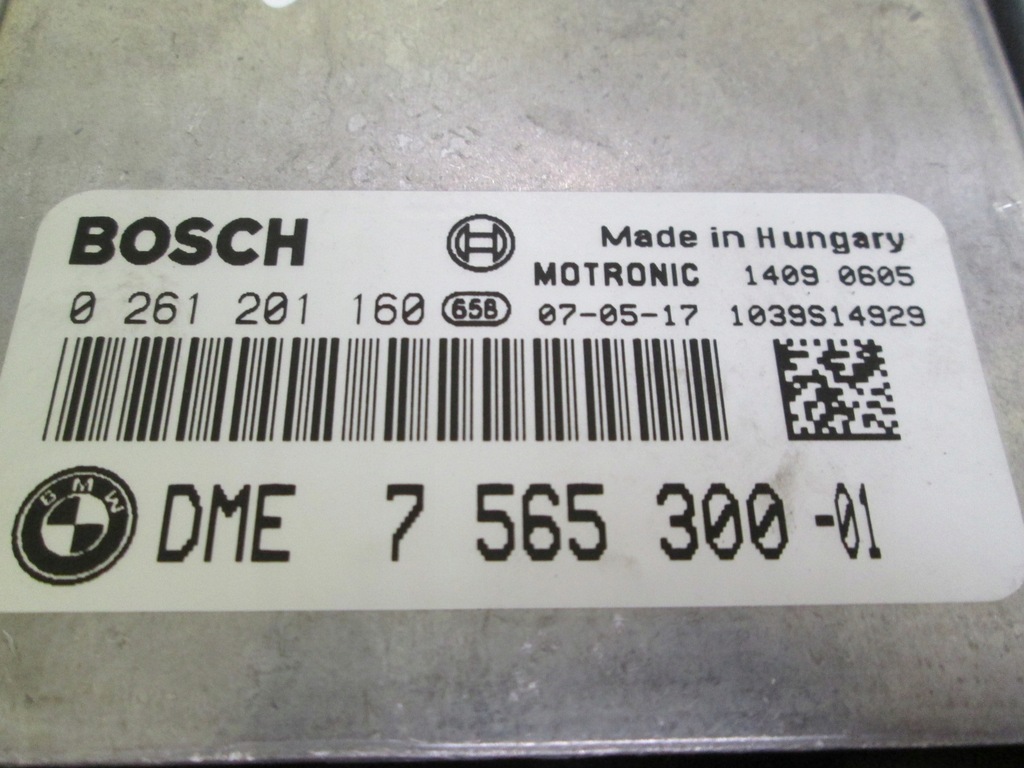 BOSCH
Made in Hungary
MOTRONIC 1409 0605
0 261 201 160 658 07-05-17 1039S14929
BMW DME 7 565 300 -01